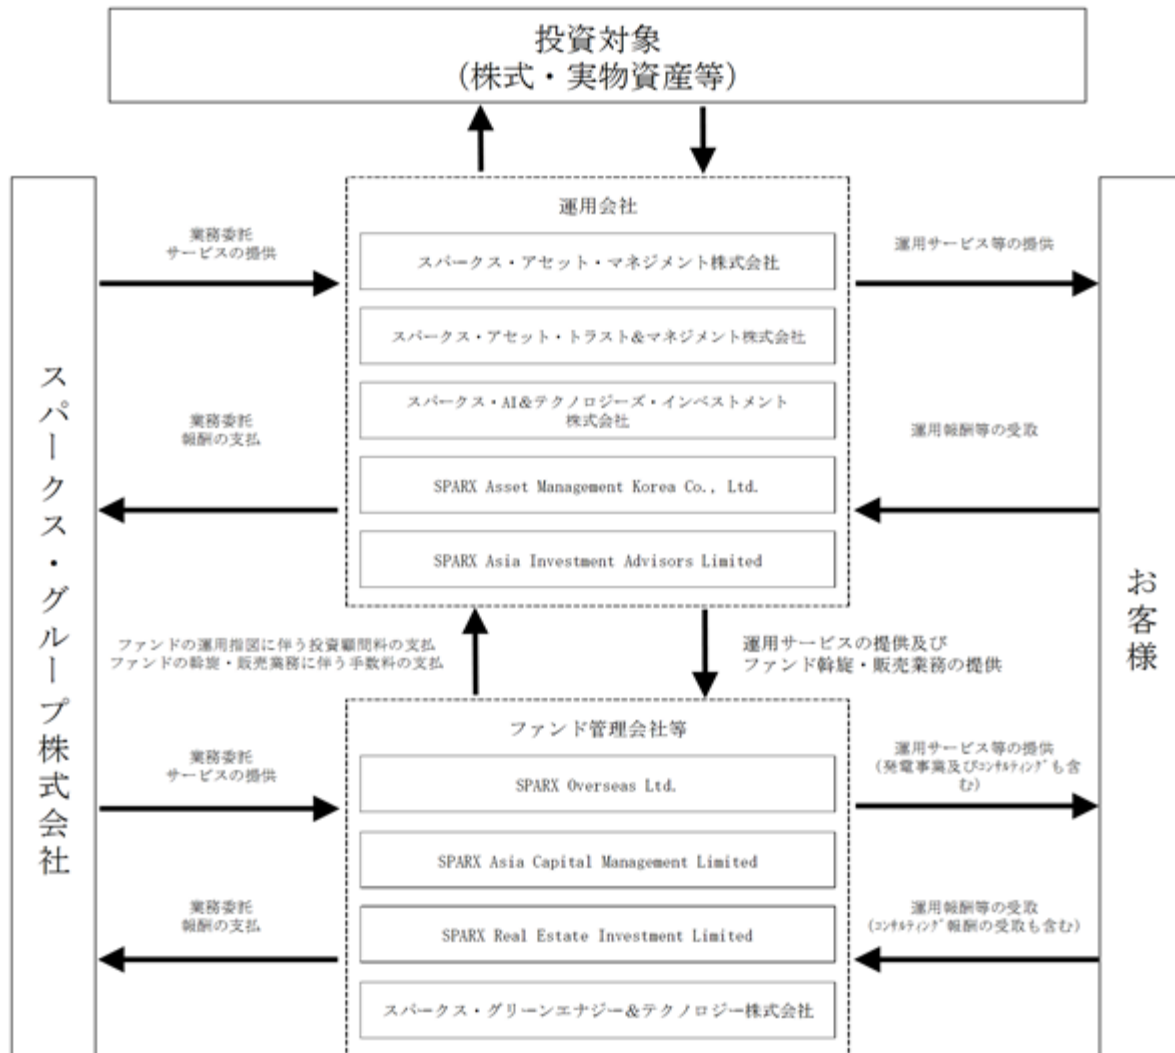 投資対象
(株式・実物資産等)
スパークス・グループ株式会社
業務委託
サービスの提供
業務委託
報酬の支払
運用会社
スパークス・アセット・マネジメント株式会社
スパークス・アセット・トラスト&マネジメント株式会社
スパークス・AI&テクノロジーズ・インベストメント
株式会社
SPARX Asset Management Korea Co., Ltd.
SPARX Asia Investment Advisors Limited
運用サービス等の提供
運用報酬等の受取
お客様
ファンドの運用指図に伴う投資顧問料の支払
ファンドの斡旋・販売業務に伴う手数料の支払
運用サービスの提供及び
ファンド斡旋・販売業務の提供
業務委託
サービスの提供
業務委託
報酬の支払
ファンド管理会社等
SPARX Overseas Ltd.
SPARX Asia Capital Management Limited
SPARX Real Estate Investment Limited
スパークス・グリーンエナジー&テクノロジー株式会社
運用サービス等の提供
(発電事業及びｺﾝｻﾙﾃｨﾝｸﾞも含
む)
運用報酬等の受取
(ｺﾝｻﾙﾃｨﾝｸﾞ報酬の受取も含む)